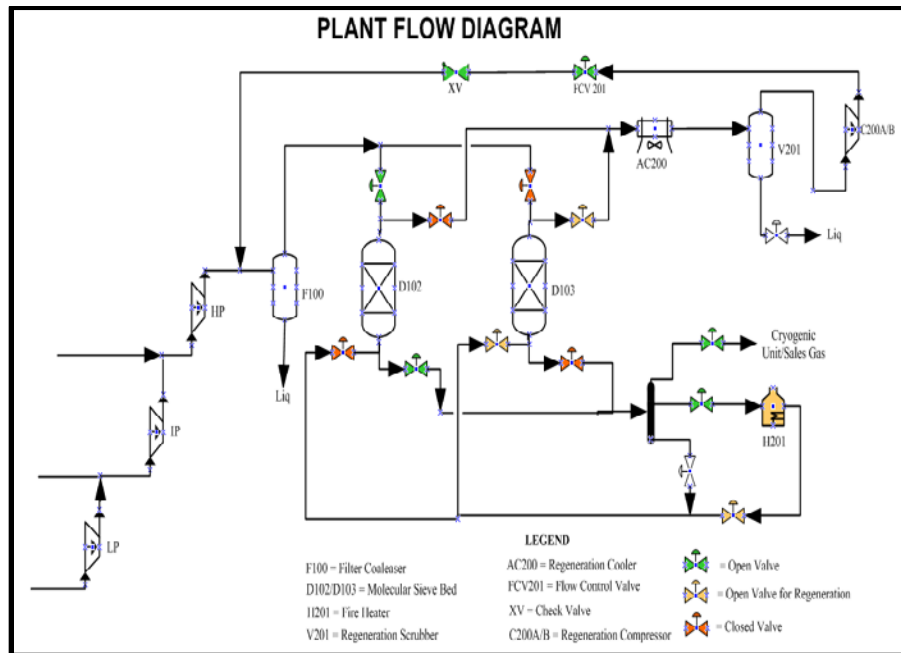 PLANT FLOW DIAGRAM
XV
FCV 201
C200A/B
AC200
V201
Liq
D102
D103
F100
HP
Liq
Cryogenic
Unit/Sales Gas
H201
IP
LP
LEGEND
F100 = Filter Coaleaser
D102/D103 = Molecular Sieve Bed
H201 = Fire Heater
V201 = Regeneration Scrubber
AC200 = Regeneration Cooler
FCV201 = Flow Control Valve
XV = Check Valve
C200A/B = Regeneration Compressor
= Open Valve
= Open Valve for Regeneration
= Closed Valve